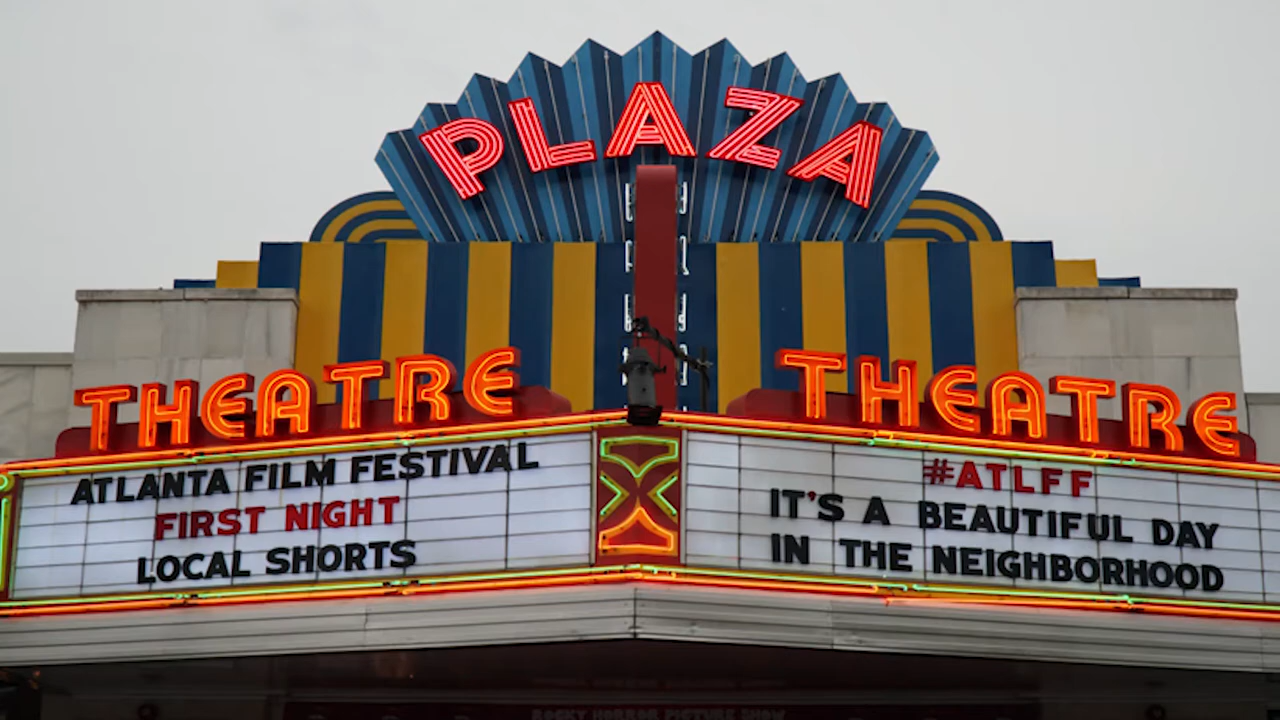 PLAZA
THEATRE
THEATRE
ATLANTA FILM FESTIVAL
FIRST NIGHT
LOCAL SHORTS
#ATLFF
IT'S A BEAUTIFUL DAY
IN THE NEIGHBORHOOD
ROCKY HORROR PICTURE SHOW